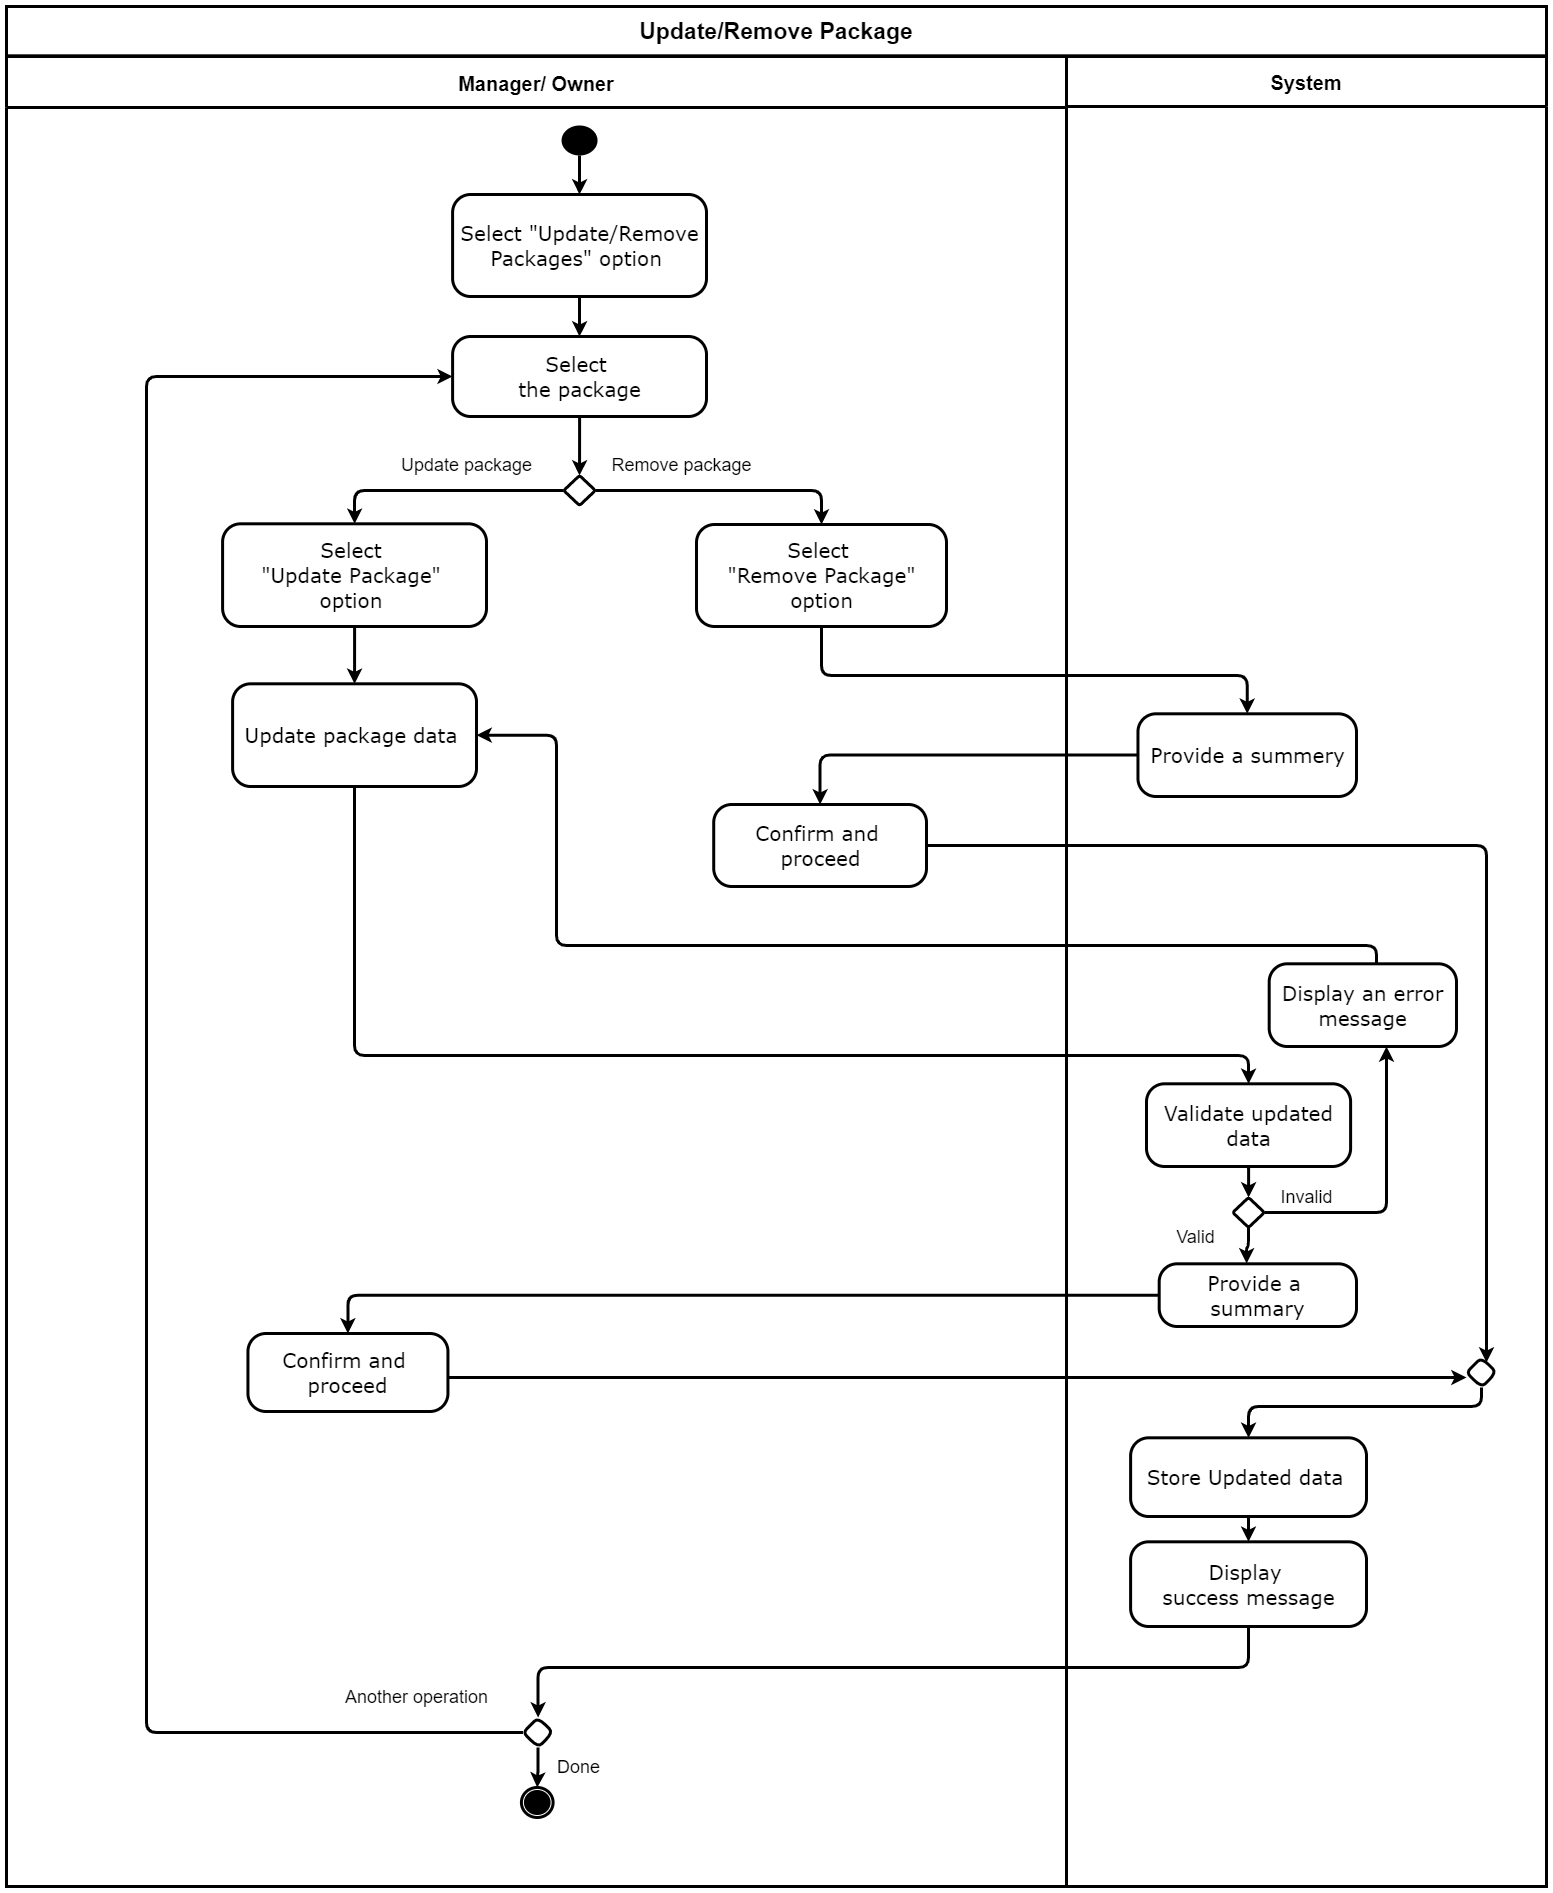 Update/Remove Package
Manager/ Owner
System
Select "Update/Remove
Packages" option
Select
the package
Update package
Remove package
Select
"Update Package"
option
Select
"Remove Package"
option
Update package data
Provide a summery
Confirm and
proceed
Display an error
message
Validate updated
data
Invalid
Valid
Provide a
summary
Confirm and
proceed
Store Updated data
Display
success message
Another operation
Done